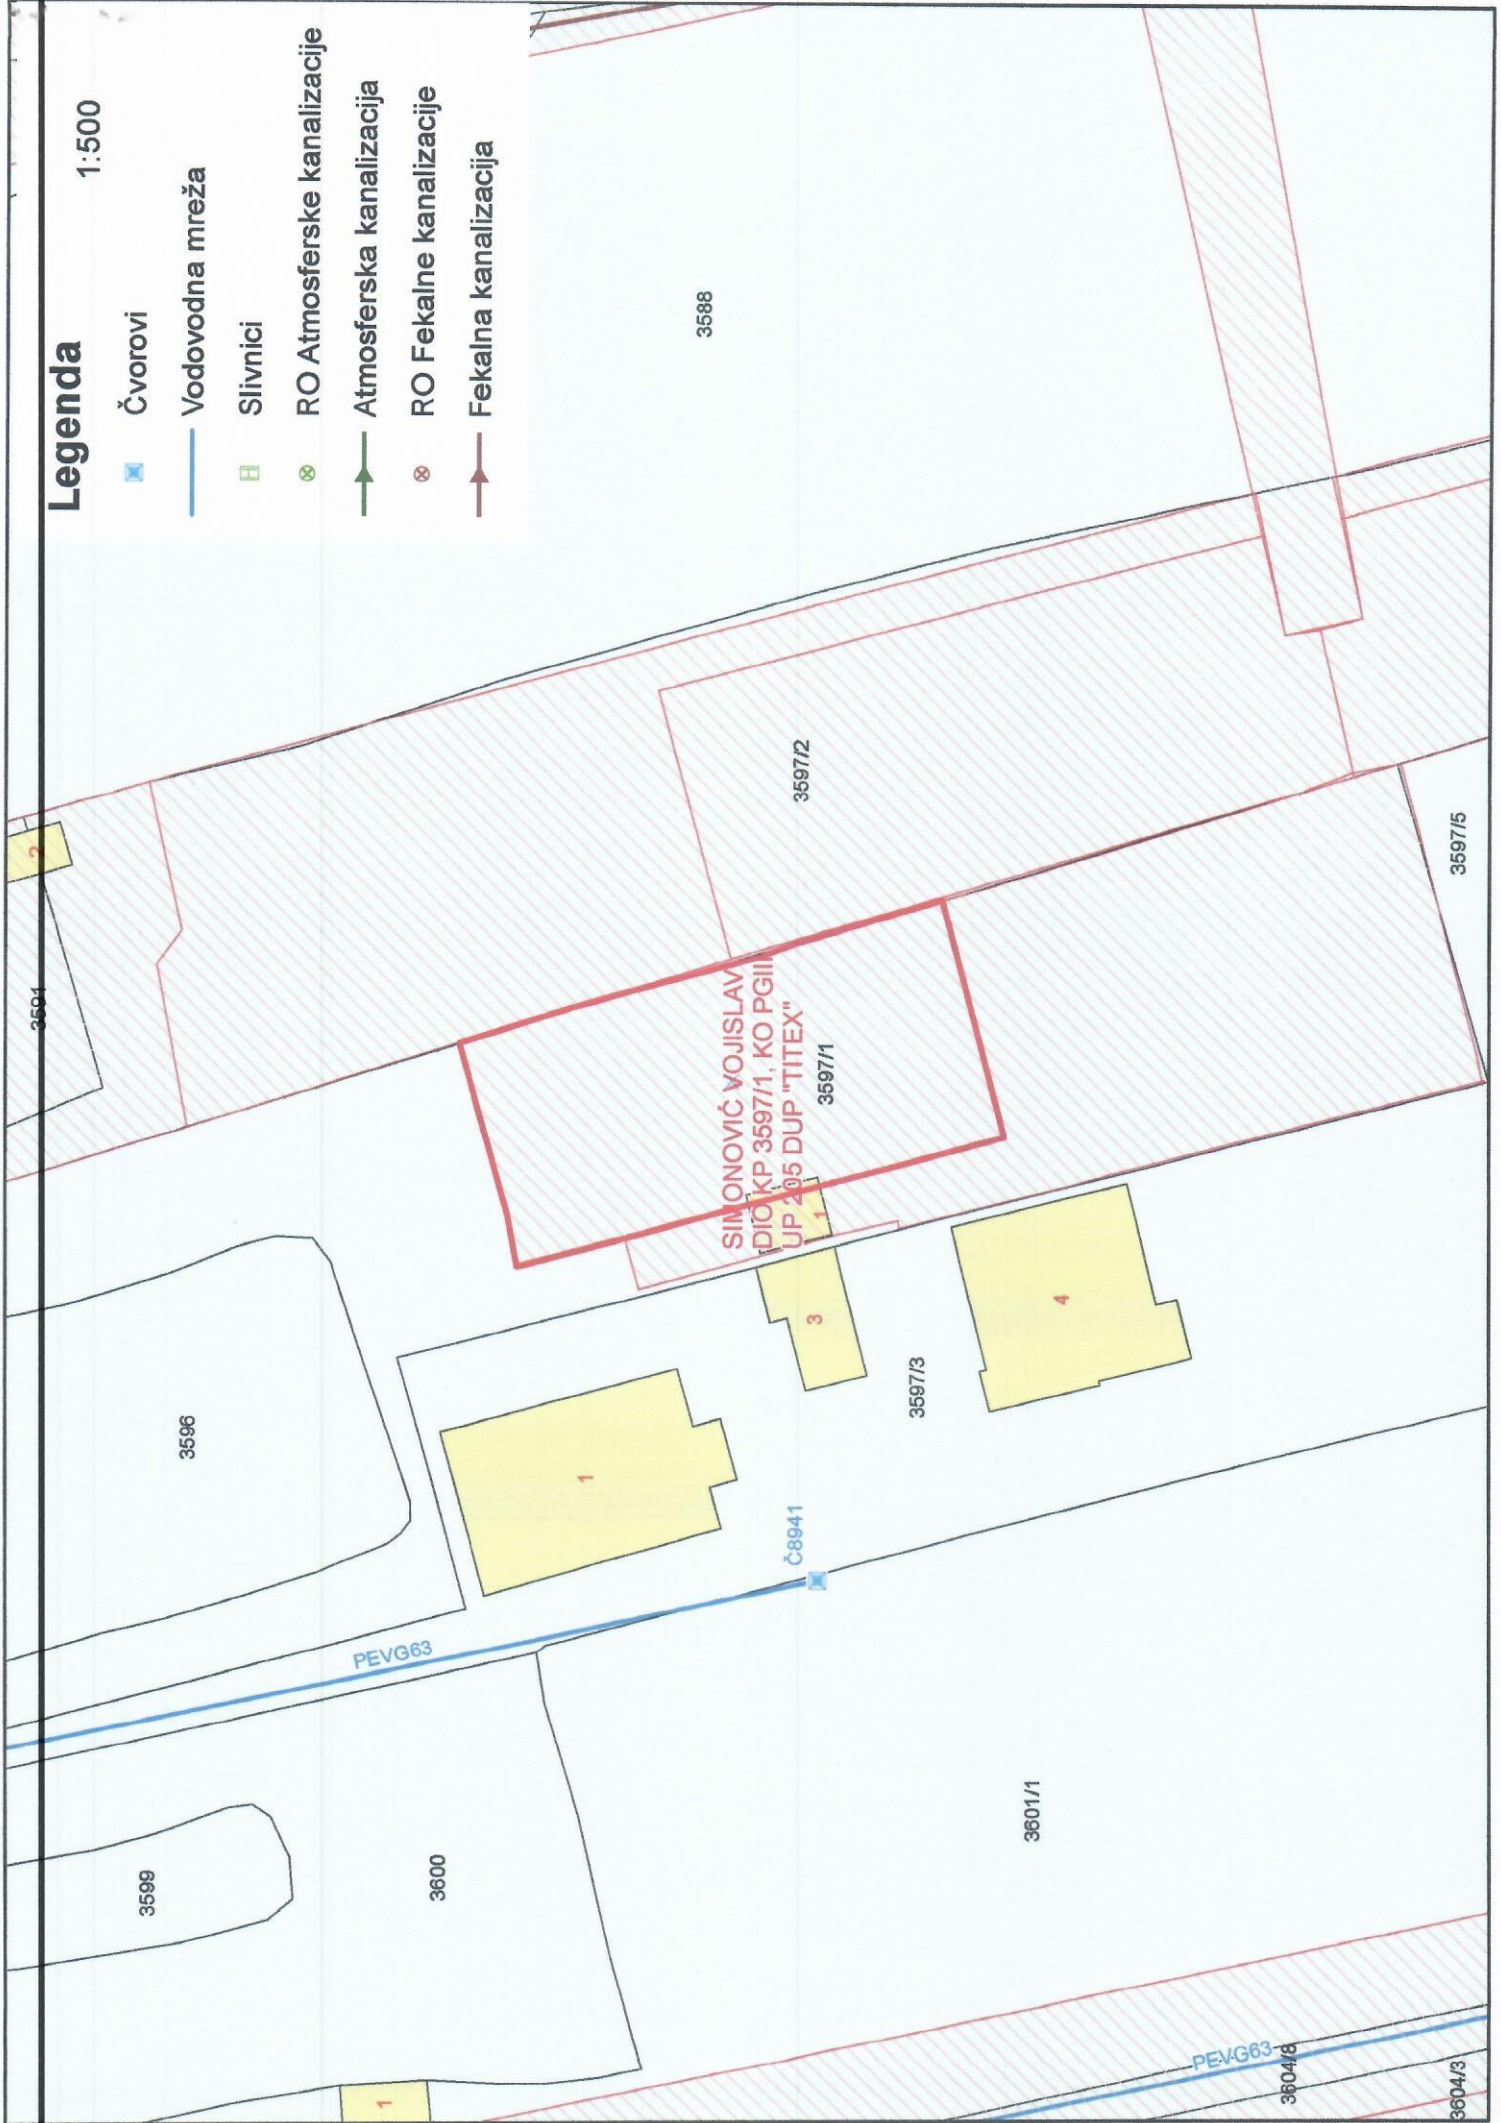 Legenda
1:500
Čvorovi
Vodovodna mreža
Slivnici
RO Atmosferske kanalizacije
Atmosferska kanalizacija
RO Fekalne kanalizacije
Fekalna kanalizacija
3588
2
3591
3597/2
3597/5
SIMONOVIĆ VOJISLAV
DIO KP 3597/1, KO PGIII
UP 205 DUP "TITEX"
3597/1
1
3
4
3597/3
3596
1
Č8941
PEVG63
3599
3600
3601/1
1
PEVG63
3604/8
3604/3